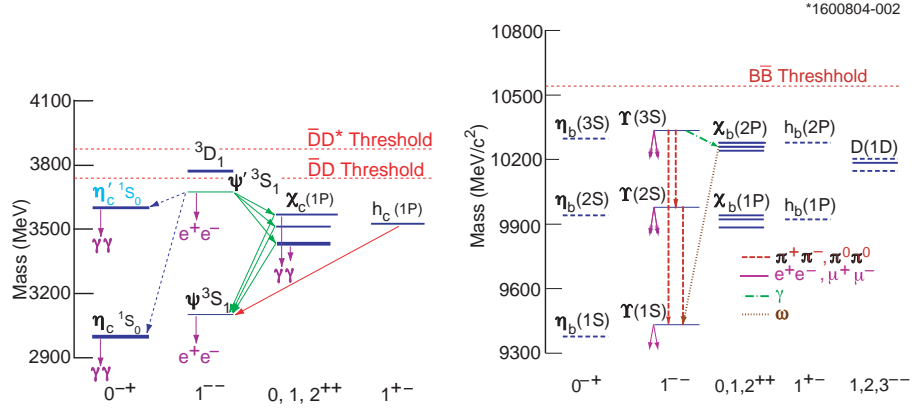 *1600804-002
4100
3800
3500
3200
2900
Mass (MeV)
D̅D* Threshold
D̅D Threshold
³D₁
ψ′ ³S₁
η′c ¹S₀
χc(1P)
hc(1P)
γγ
e⁺e⁻
γγ
ψ ³S₁
ηc ¹S₀
e⁺e⁻
γγ
0⁻⁺
1⁻⁻
0, 1, 2⁺⁺
1⁺⁻
10800
10500
10200
9900
9600
9300
Mass (MeV/c²)
BB̅ Threshhold
ηb(3S)
ϒ(3S)
χb(2P)
hb(2P)
D(1D)
ηb(2S)
ϒ(2S)
χb(1P)
hb(1P)
π⁺π⁻, π⁰π⁰
e⁺e⁻, μ⁺μ⁻
γ
ω
ηb(1S)
ϒ(1S)
0⁻⁺
1⁻⁻
0,1,2⁺⁺
1⁺⁻
1,2,3⁻⁻